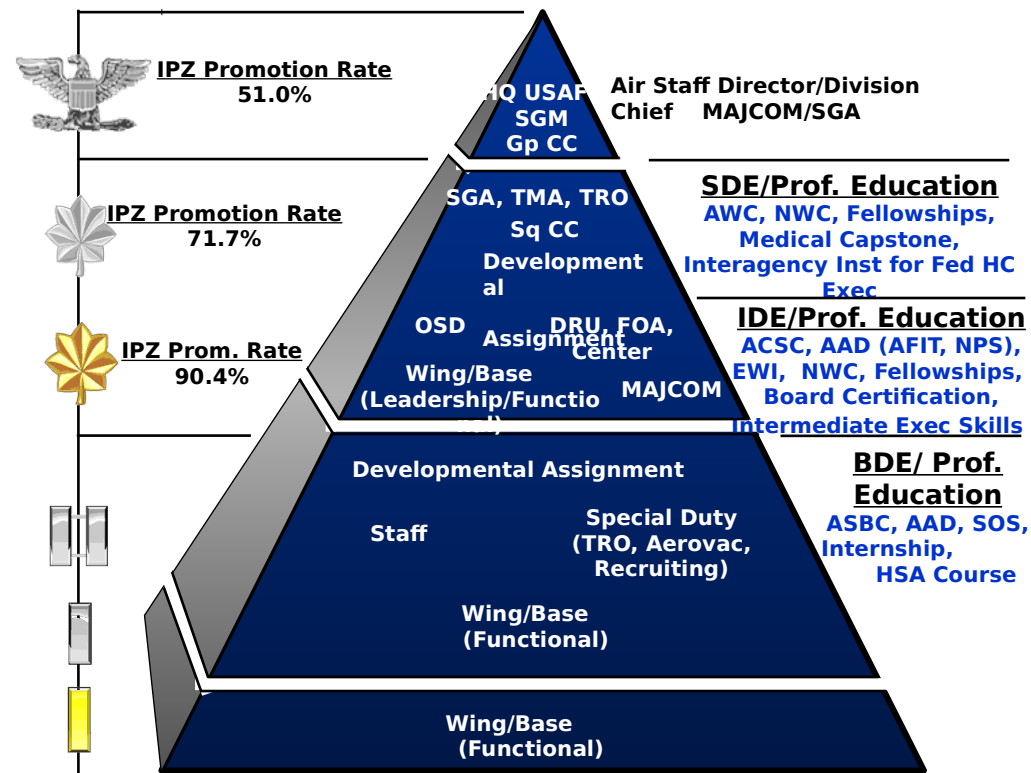 IPZ Promotion Rate
51.0%
HQ USAF
SGM
Gp CC
Air Staff Director/Division
Chief MAJCOM/SGA
IPZ Promotion Rate
71.7%
SGA, TMA, TRO
Sq CC
Development
al
Assignment
OSD
DRU, FOA,
Center
Wing/Base
(Leadership/Functio
nal)
MAJCOM
SDE/Prof. Education
AWC, NWC, Fellowships,
Medical Capstone,
Interagency Inst for Fed HC
Exec
IPZ Prom. Rate
90.4%
IDE/Prof. Education
ACSC, AAD (AFIT, NPS),
EWI, NWC, Fellowships,
Board Certification,
Intermediate Exec Skills
Developmental Assignment
Staff
Special Duty
(TRO, Aerovac,
Recruiting)
Wing/Base
(Functional)
BDE/ Prof.
Education
ASBC, AAD, SOS,
Internship,
HSA Course
Wing/Base
(Functional)